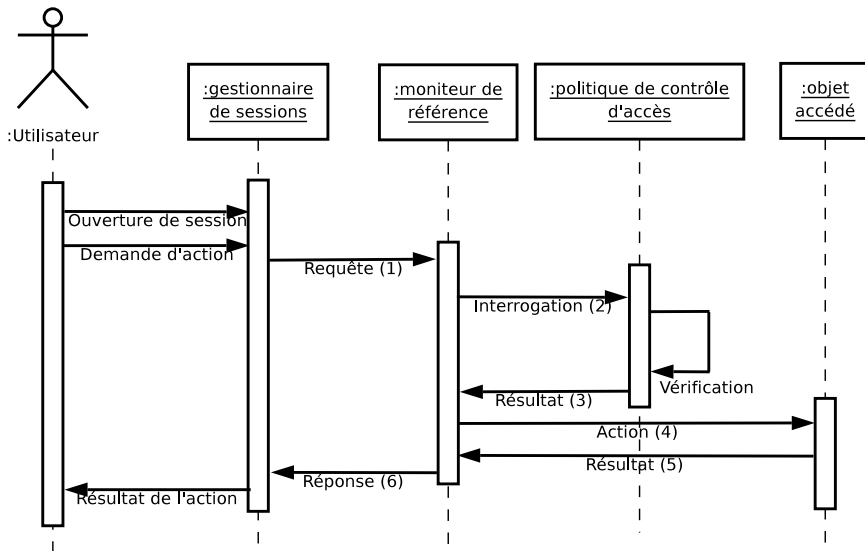 :Utilisateur
:gestionnaire
de sessions
:moniteur de
référence
:politique de contrôle
d'accès
:objet
accédé
Ouverture de session
Demande d'action
Requête (1)
Interrogation (2)
Vérification
Résultat (3)
Action (4)
Résultat (5)
Réponse (6)
Résultat de l'action